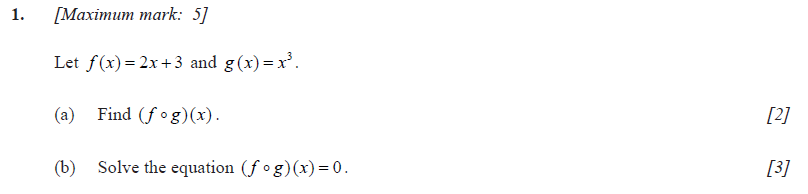 1. [Maximum mark: 5]
Let f(x) = 2x + 3 and g(x) = x³.
(a) Find (f ∘ g)(x). [2]
(b) Solve the equation (f ∘ g)(x) = 0. [3]